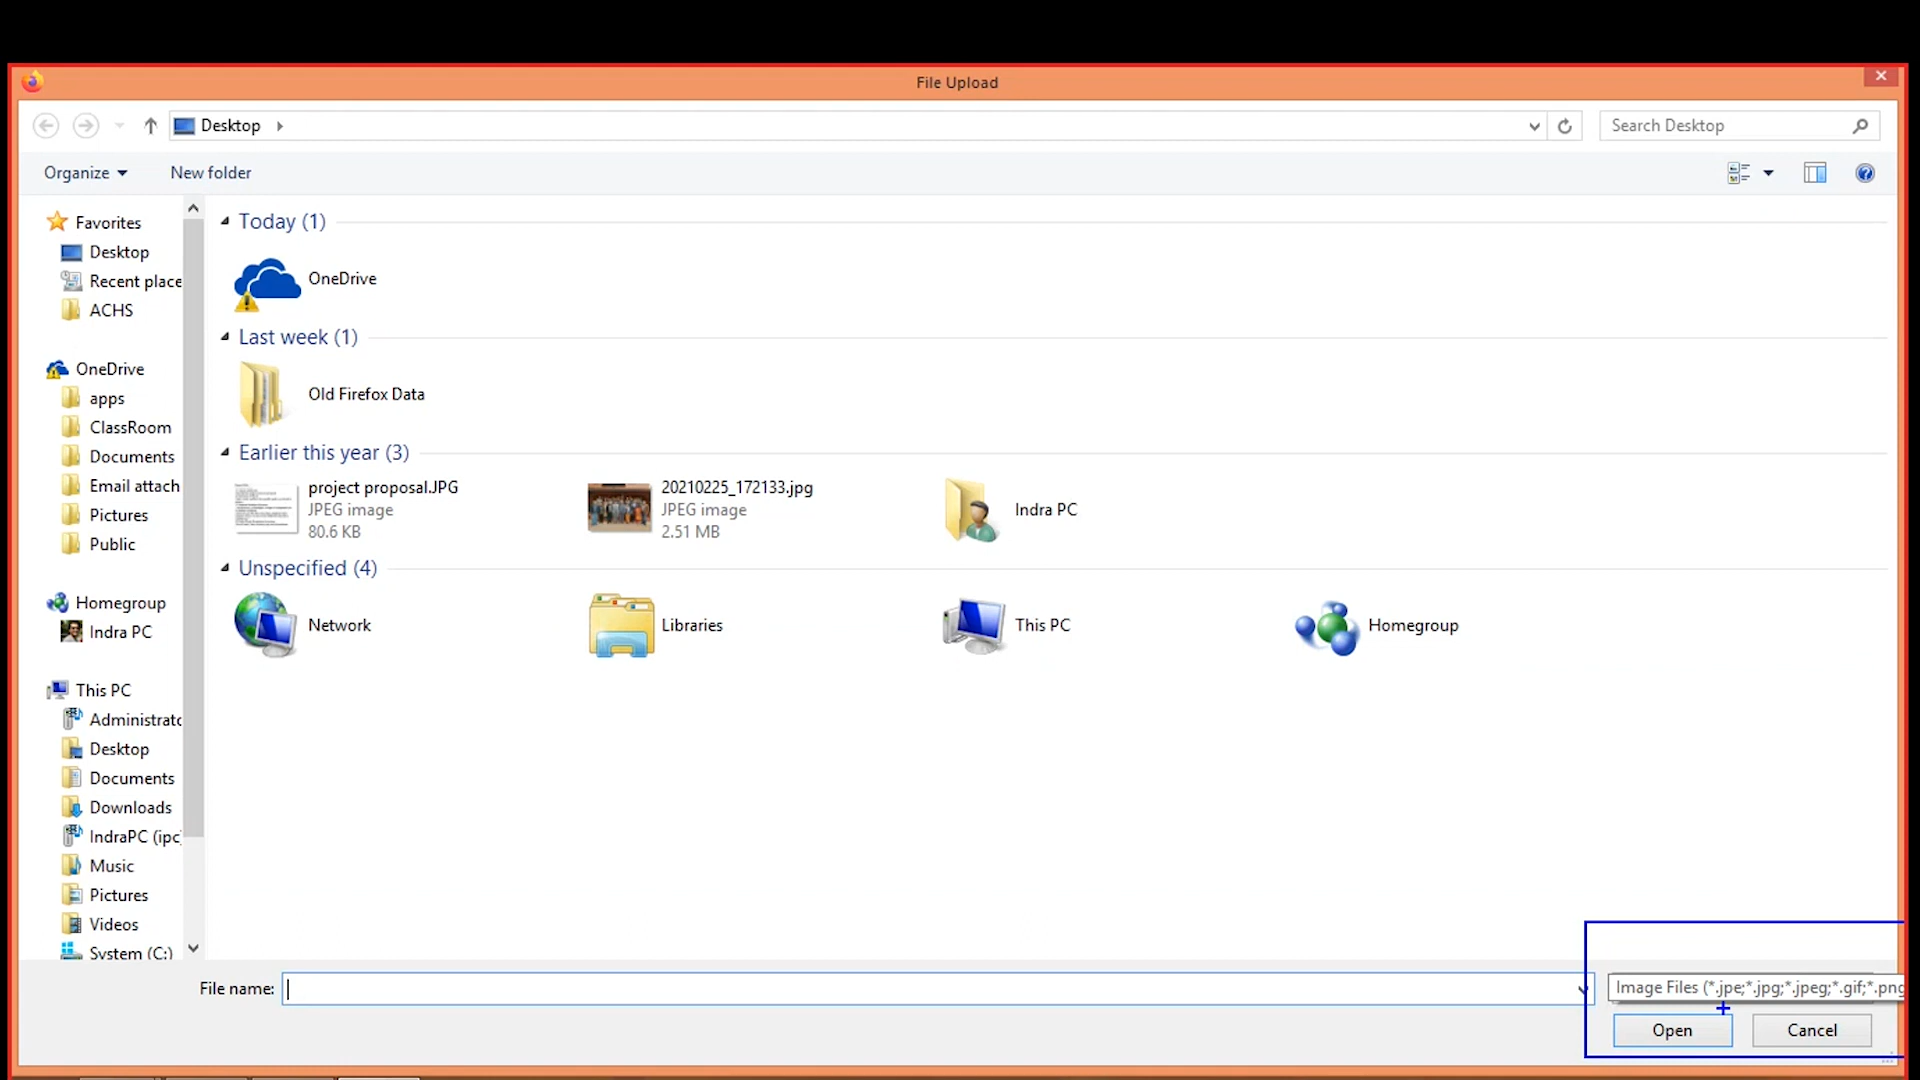 File Upload
Desktop
Search Desktop
Organize
New folder
Favorites
Desktop
Recent place
ACHS
OneDrive
apps
ClassRoom
Documents
Email attach
Pictures
Public
Homegroup
Indra PC
This PC
Administrato
Desktop
Documents
Downloads
IndraPC (ipc
Music
Pictures
Videos
System (C:)
Today (1)
OneDrive
Last week (1)
Old Firefox Data
Earlier this year (3)
project proposal.JPG
JPEG image
80.6 KB
20210225_172133.jpg
JPEG image
2.51 MB
Indra PC
Unspecified (4)
Network
Libraries
This PC
Homegroup
File name:
Image Files (*.jpe;*.jpg;*.jpeg;*.gif;*.png
Open
Cancel